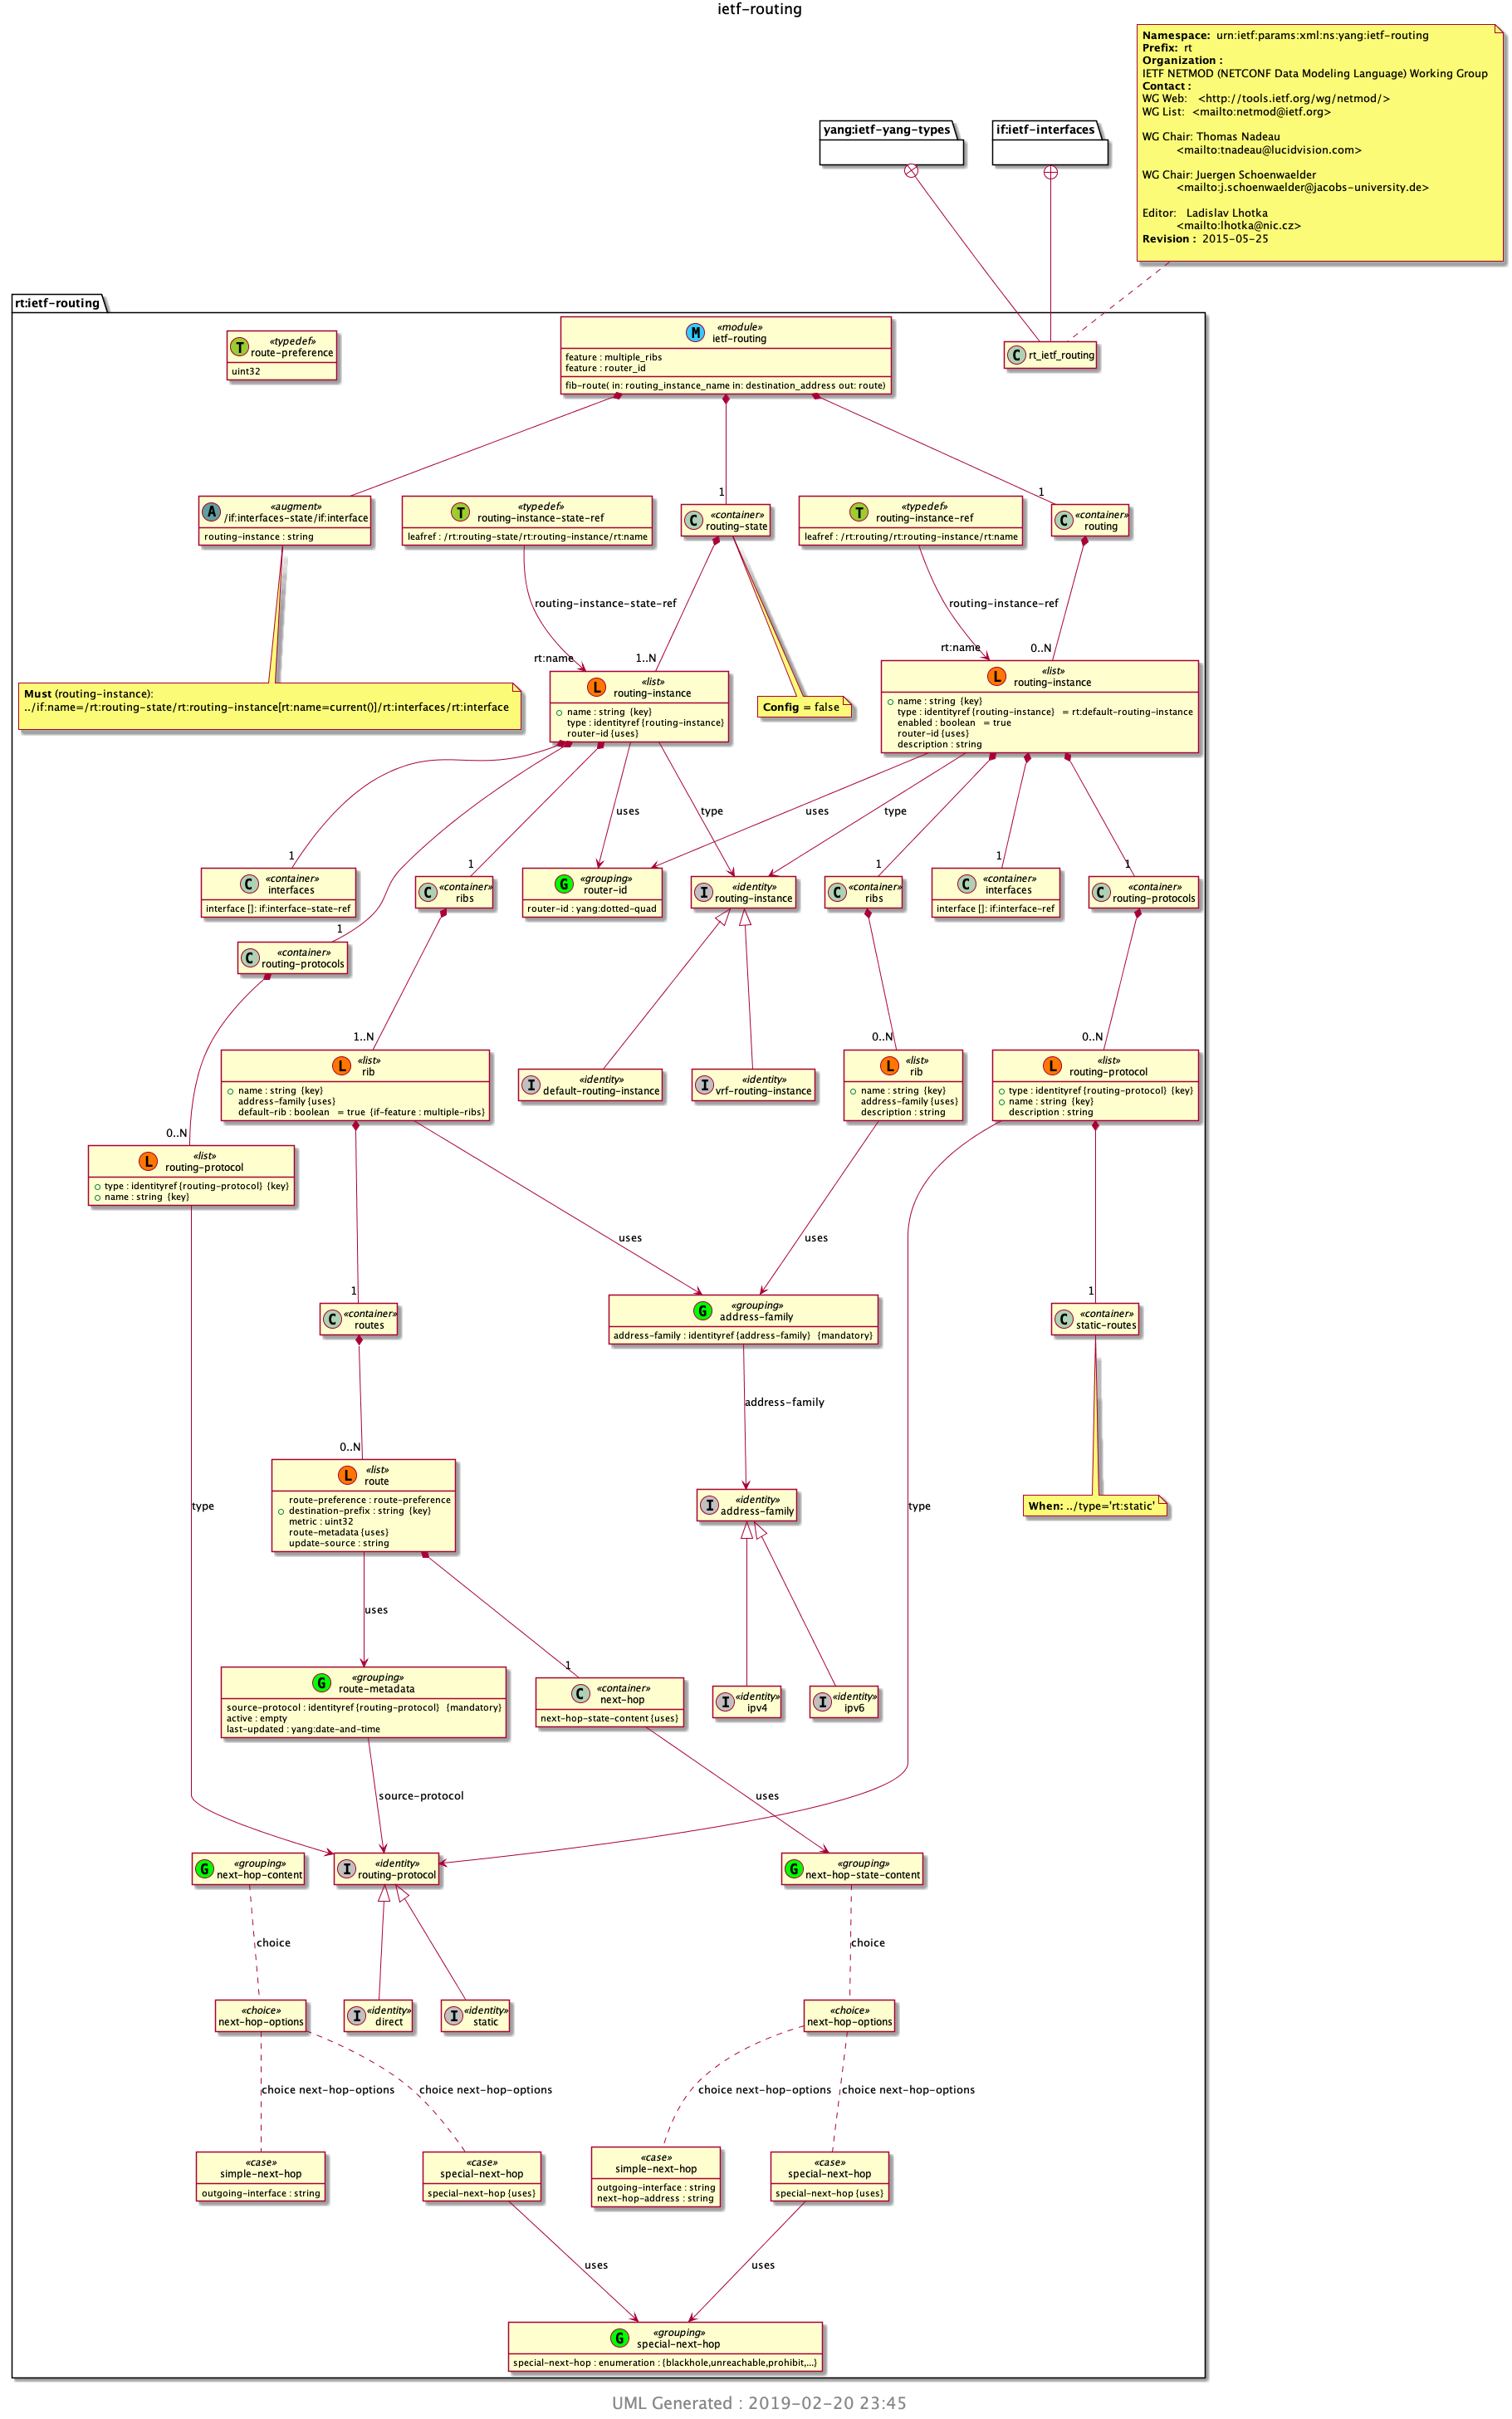 ietf-routing
Namespace: urn:ietf:params:xml:ns:yang:ietf-routing
Prefix: rt
Organization :
IETF NETMOD (NETCONF Data Modeling Language) Working Group
Contact :
WG Web: <http://tools.ietf.org/wg/netmod/>
WG List: <mailto:netmod@ietf.org>
WG Chair: Thomas Nadeau
<mailto:tnadeau@lucidvision.com>
WG Chair: Juergen Schoenwaelder
<mailto:j.schoenwaelder@jacobs-university.de>
Editor: Ladislav Lhotka
<mailto:lhotka@nic.cz>
Revision : 2015-05-25
yang:ietf-yang-types
if:ietf-interfaces
rt:ietf-routing
T
«typedef»
route-preference
uint32
M
«module»
ietf-routing
feature : multiple_ribs
feature : router_id
fib-route( in: routing_instance_name in: destination_address out: route)
C
rt_ietf_routing
1
1
A
«augment»
/if:interfaces-state/if:interface
routing-instance : string
T
«typedef»
routing-instance-state-ref
leafref : /rt:routing-state/rt:routing-instance/rt:name
C
«container»
routing-state
T
«typedef»
routing-instance-ref
leafref : /rt:routing/rt:routing-instance/rt:name
C
«container»
routing
routing-instance-state-ref
routing-instance-ref
rt:name
1..N
rt:name
0..N
Must (routing-instance):
../if:name=/rt:routing-state/rt:routing-instance[rt:name=current()]/rt:interfaces/rt:interface
L
«list»
routing-instance
name : string {key}
type : identityref {routing-instance}
router-id {uses}
Config = false
L
«list»
routing-instance
name : string {key}
type : identityref {routing-instance} = rt:default-routing-instance
enabled : boolean = true
router-id {uses}
description : string
uses
type
uses
type
1
1
1
1
1
C
«container»
interfaces
interface []: if:interface-state-ref
C
«container»
ribs
G
«grouping»
router-id
router-id : yang:dotted-quad
I
«identity»
routing-instance
C
«container»
ribs
C
«container»
interfaces
interface []: if:interface-ref
C
«container»
routing-protocols
1
C
«container»
routing-protocols
1..N
0..N
0..N
L
«list»
rib
name : string {key}
address-family {uses}
default-rib : boolean = true {if-feature : multiple-ribs}
I
«identity»
default-routing-instance
I
«identity»
vrf-routing-instance
L
«list»
rib
name : string {key}
address-family {uses}
description : string
L
«list»
routing-protocol
type : identityref {routing-protocol} {key}
name : string {key}
description : string
0..N
L
«list»
routing-protocol
type : identityref {routing-protocol} {key}
name : string {key}
uses
uses
1
1
C
«container»
routes
G
«grouping»
address-family
address-family : identityref {address-family} {mandatory}
C
«container»
static-routes
address-family
0..N
L
«list»
route
route-preference : route-preference
destination-prefix : string {key}
metric : uint32
route-metadata {uses}
update-source : string
type
I
«identity»
address-family
type
When: ../type='rt:static'
uses
1
G
«grouping»
route-metadata
source-protocol : identityref {routing-protocol} {mandatory}
active : empty
last-updated : yang:date-and-time
C
«container»
next-hop
next-hop-state-content {uses}
I
«identity»
ipv4
I
«identity»
ipv6
source-protocol
uses
G
«grouping»
next-hop-content
I
«identity»
routing-protocol
G
«grouping»
next-hop-state-content
choice
choice
«choice»
next-hop-options
I
«identity»
direct
I
«identity»
static
«choice»
next-hop-options
choice next-hop-options
choice next-hop-options
choice next-hop-options
choice next-hop-options
«case»
simple-next-hop
outgoing-interface : string
«case»
special-next-hop
special-next-hop {uses}
«case»
simple-next-hop
outgoing-interface : string
next-hop-address : string
«case»
special-next-hop
special-next-hop {uses}
uses
uses
G
«grouping»
special-next-hop
special-next-hop : enumeration : {blackhole,unreachable,prohibit,...}
UML Generated : 2019-02-20 23:45